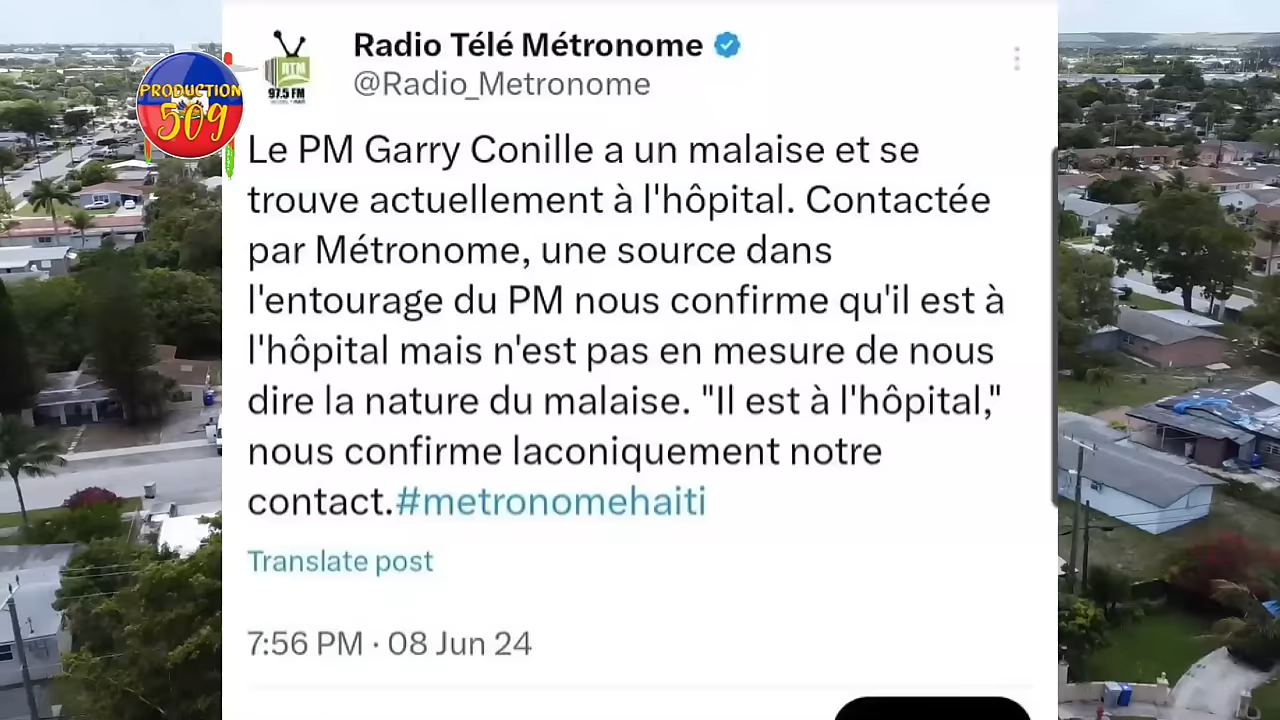 Radio Télé Métronome
@Radio_Metronome
RTM
97.5 FM
PRODUCTION
509
Le PM Garry Conille a un malaise et se
trouve actuellement à l'hôpital. Contactée
par Métronome, une source dans
l'entourage du PM nous confirme qu'il est à
l'hôpital mais n'est pas en mesure de nous
dire la nature du malaise. "Il est à l'hôpital,"
nous confirme laconiquement notre
contact.#metronomehaiti
Translate post
7:56 PM · 08 Jun 24